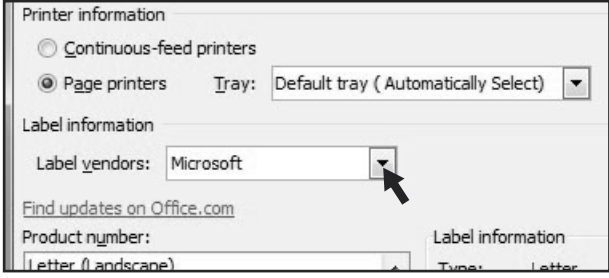 Printer information
Continuous-feed printers
Page printers Tray: Default tray ( Automatically Select)
Label information
Label vendors: Microsoft
Find updates on Office.com
Product number: Label information
Letter (Landscape) Type: Letter